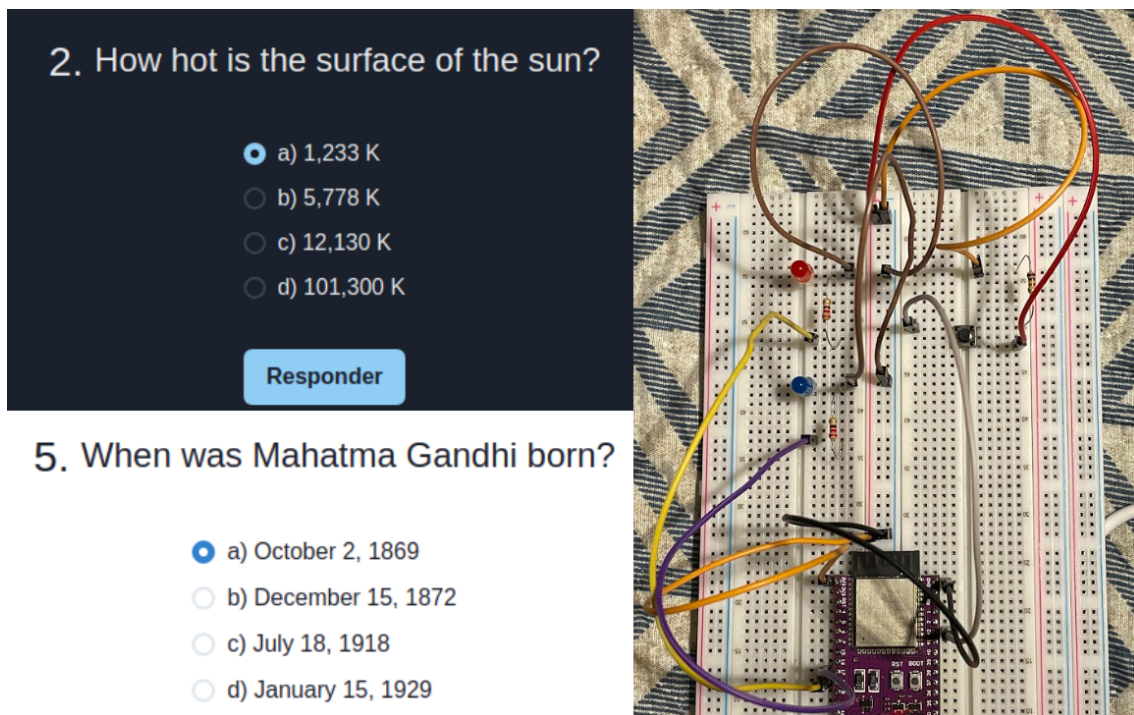 2. How hot is the surface of the sun?
a) 1,233 K
b) 5,778 K
c) 12,130 K
d) 101,300 K
Responder
5. When was Mahatma Gandhi born?
a) October 2, 1869
b) December 15, 1872
c) July 18, 1918
d) January 15, 1929
RST BOOT